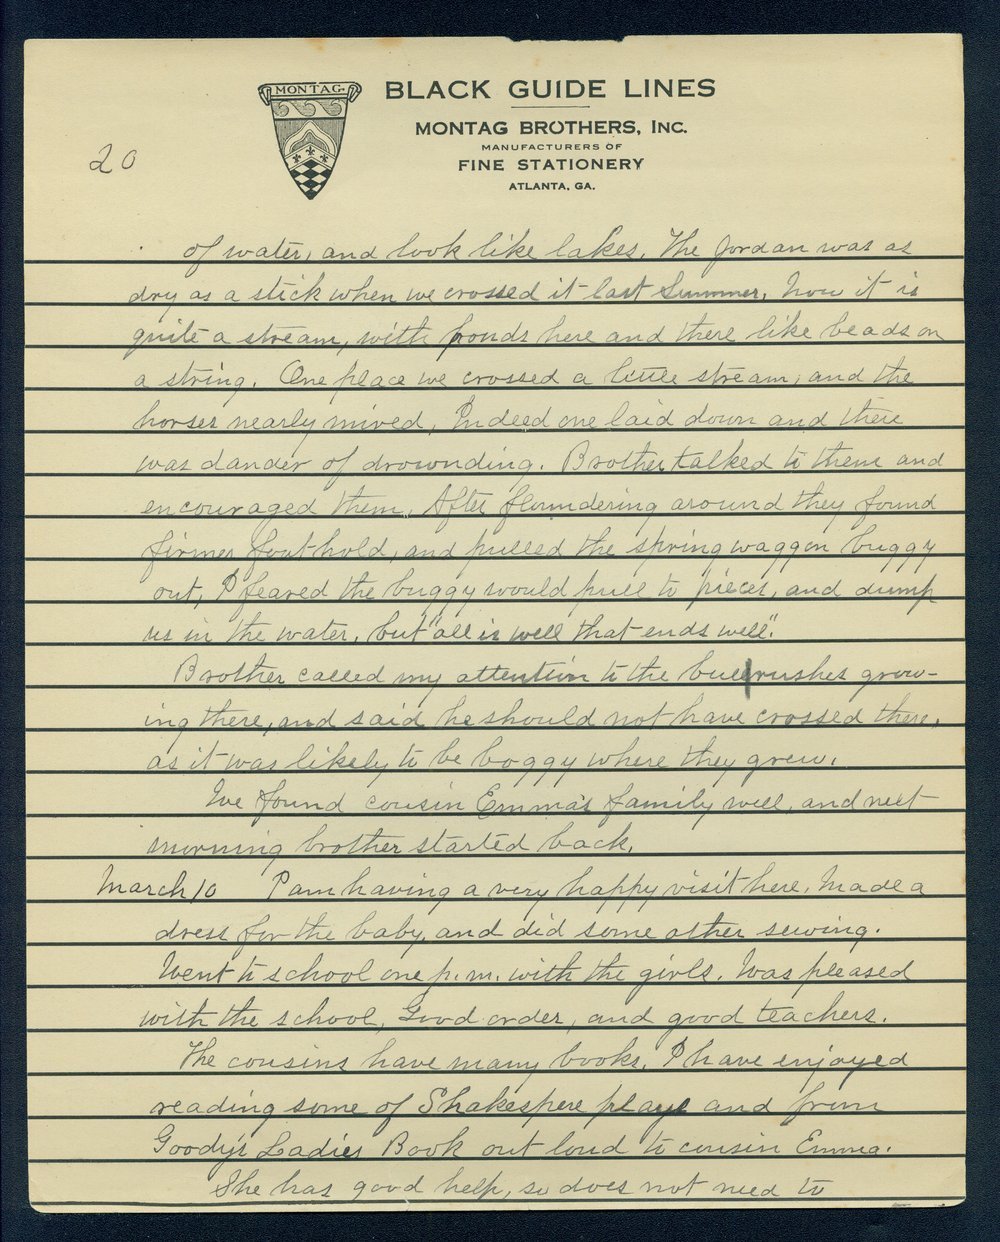 MONTAG
BLACK GUIDE LINES
MONTAG BROTHERS, INC.
MANUFACTURERS OF
FINE STATIONERY
ATLANTA, GA.
20
of water, and look like lakes. The Jordan was as
dry as a stick when we crossed it last Summer. Now it is
quite a stream, with ponds here and there like beads on
a string. One place we crossed a little stream, and the
horses nearly mired, Indeed one laid down and there
was dander of drownding. Brother talked to them and
encouraged them. After floundering around they found
firmer foothold, and pulled the spring waggon buggy
out, I feared the buggy would pull to pieces, and dump
us in the water, but "all is well that ends well".
Brother called my attention to the bull rushes grow-
ing there, and said he should not have crossed there,
as it was likely to be boggy where they grew.
We found cousin Emma's family well, and next
morning brother started back.
March 10 I am having a very happy visit here. Made a
dress for the baby, and did some other sewing.
Went to school one p.m. with the girls. Was pleased
with the school, Good order, and good teachers.
The cousins have many books. I have enjoyed
reading some of Shakespere plays and from
Goody's Ladies Book out loud to cousin Emma.
She has good help, so does not need to